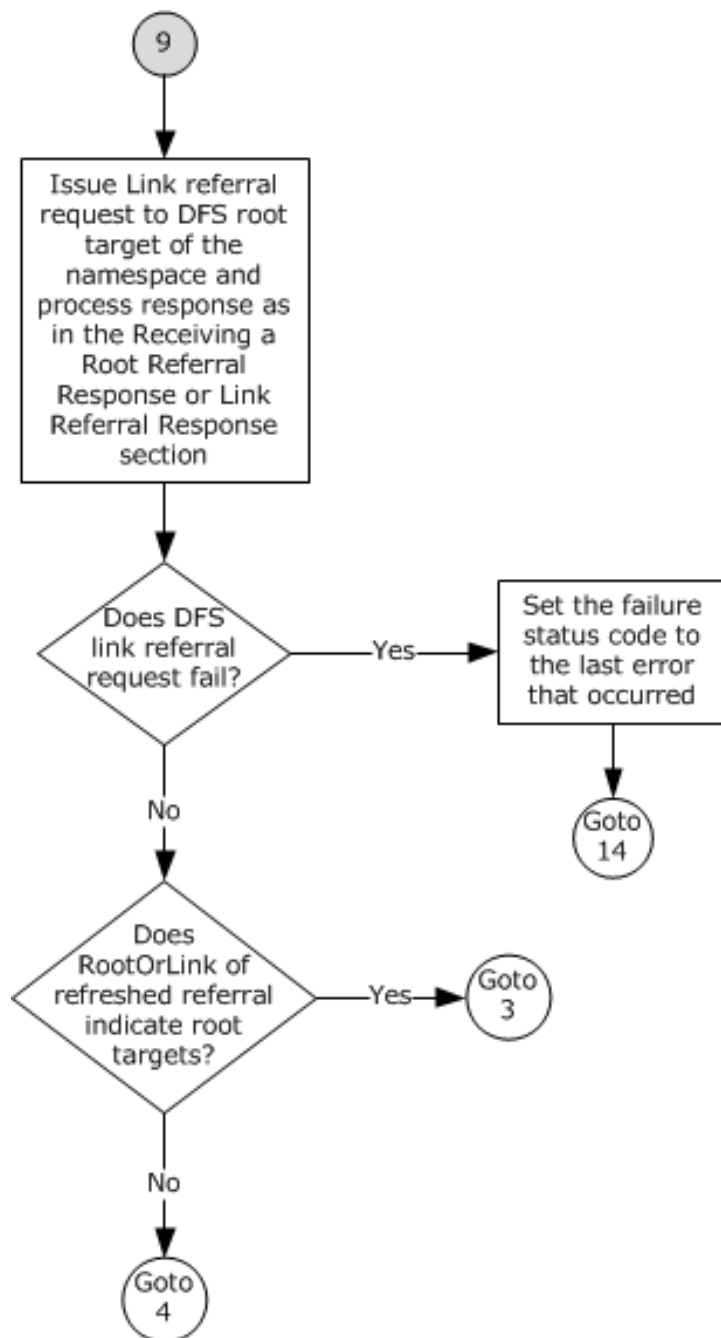 9
Issue Link referral
request to DFS root
target of the
namespace and
process response as
in the Receiving a
Root Referral
Response or Link
Referral Response
section
Does DFS
link referral
request fail?
Yes
Set the failure
status code to
the last error
that occurred
Goto
14
No
Does
RootOrLink of
refreshed referral
indicate root
targets?
Yes
Goto
3
No
Goto
4